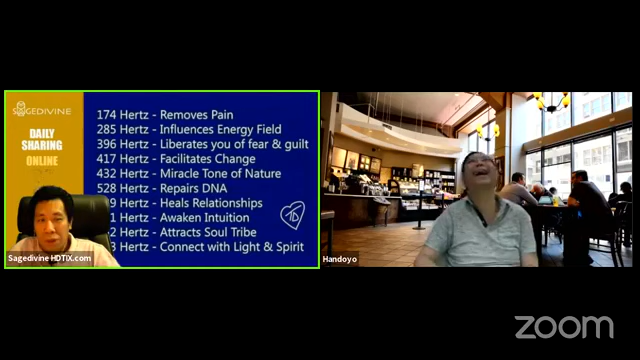 SAGEDIVINE
DAILY
SHARING
ONLINE
174 Hertz - Removes Pain
285 Hertz - Influences Energy Field
396 Hertz - Liberates you of fear & guilt
417 Hertz - Facilitates Change
432 Hertz - Miracle Tone of Nature
528 Hertz - Repairs DNA
9 Hertz - Heals Relationships
1 Hertz - Awaken Intuition
2 Hertz - Attracts Soul Tribe
3 Hertz - Connect with Light & Spirit
Sagedivine HDTiX.com
Handoyo
zoom